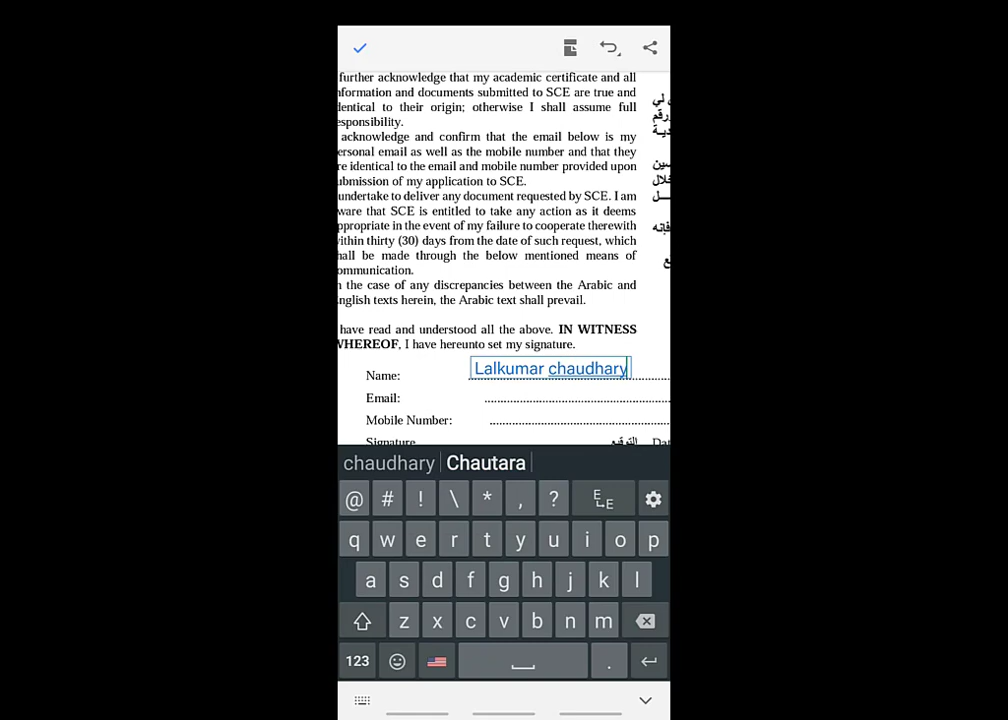 further acknowledge that my academic certificate and all
nformation and documents submitted to SCE are true and
dentical to their origin; otherwise I shall assume full
esponsibility.
acknowledge and confirm that the email below is my
ersonal email as well as the mobile number and that they
re identical to the email and mobile number provided upon
ubmission of my application to SCE.
undertake to deliver any document requested by SCE. I am
ware that SCE is entitled to take any action as it deems
ppropriate in the event of my failure to cooperate therewith
ithin thirty (30) days from the date of such request, which
hall be made through the below mentioned means of
ommunication.
n the case of any discrepancies between the Arabic and
nglish texts herein, the Arabic text shall prevail.
have read and understood all the above. IN WITNESS
WHEREOF, I have hereunto set my signature.
Name: Lalkumar chaudhary
Email:
Mobile Number:
Signature التوقيع Dat
chaudhary Chautara
@ # ! \ * , ?
q w e r t y u i o p
a s d f g h j k l
z x c v b n m
123 .